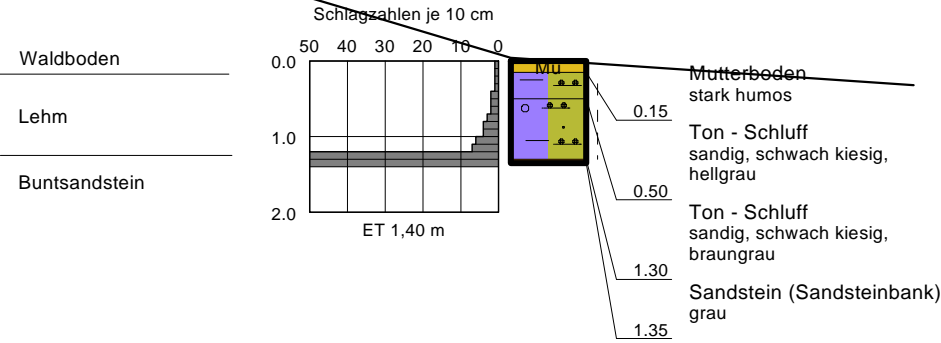 Schlagzahlen je 10 cm
50 40 30 20 10 0
0.0
1.0
2.0
ET 1,40 m
Waldboden
Lehm
Buntsandstein
Mu
0.15
0.50
1.30
1.35
Mutterboden
stark humos
Ton - Schluff
sandig, schwach kiesig,
hellgrau
Ton - Schluff
sandig, schwach kiesig,
braungrau
Sandstein (Sandsteinbank)
grau